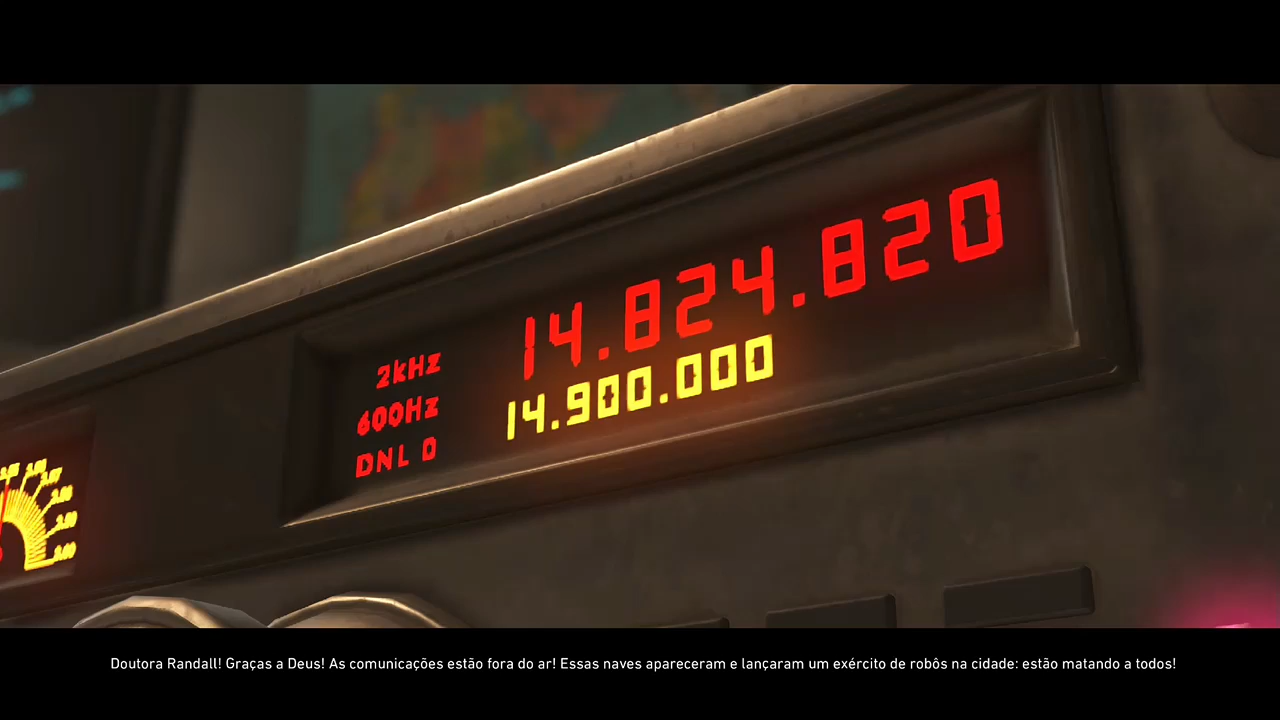 14.824.820
2kHz
14.900.000
600Hz
DNL D
Doutora Randall! Graças a Deus! As comunicações estão fora do ar! Essas naves apareceram e lançaram um exército de robôs na cidade: estão matando a todos!